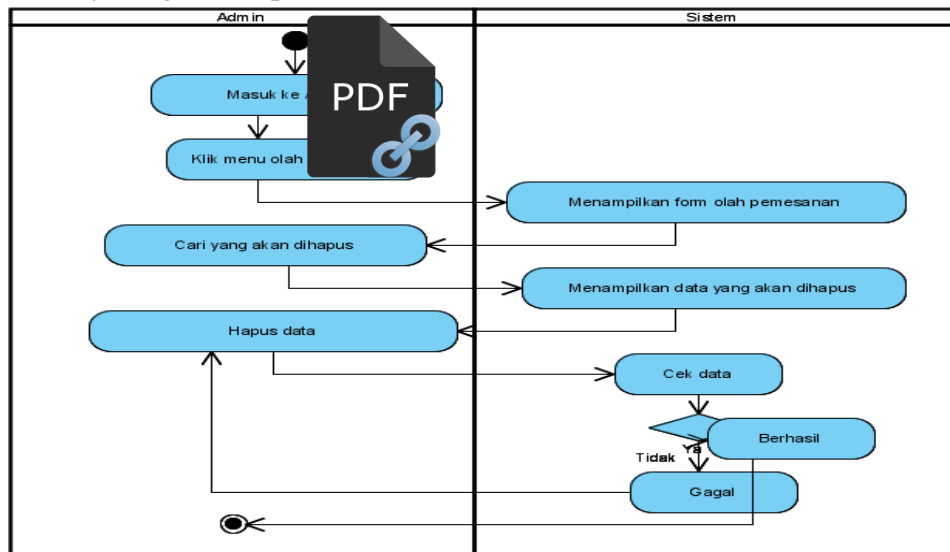 Admin
Sistem
PDF
Masuk ke
Klik menu olah
Menampilkan form olah pemesanan
Cari yang akan dihapus
Menampilkan data yang akan dihapus
Hapus data
Cek data
Berhasil
Ya
Tidak
Gagal